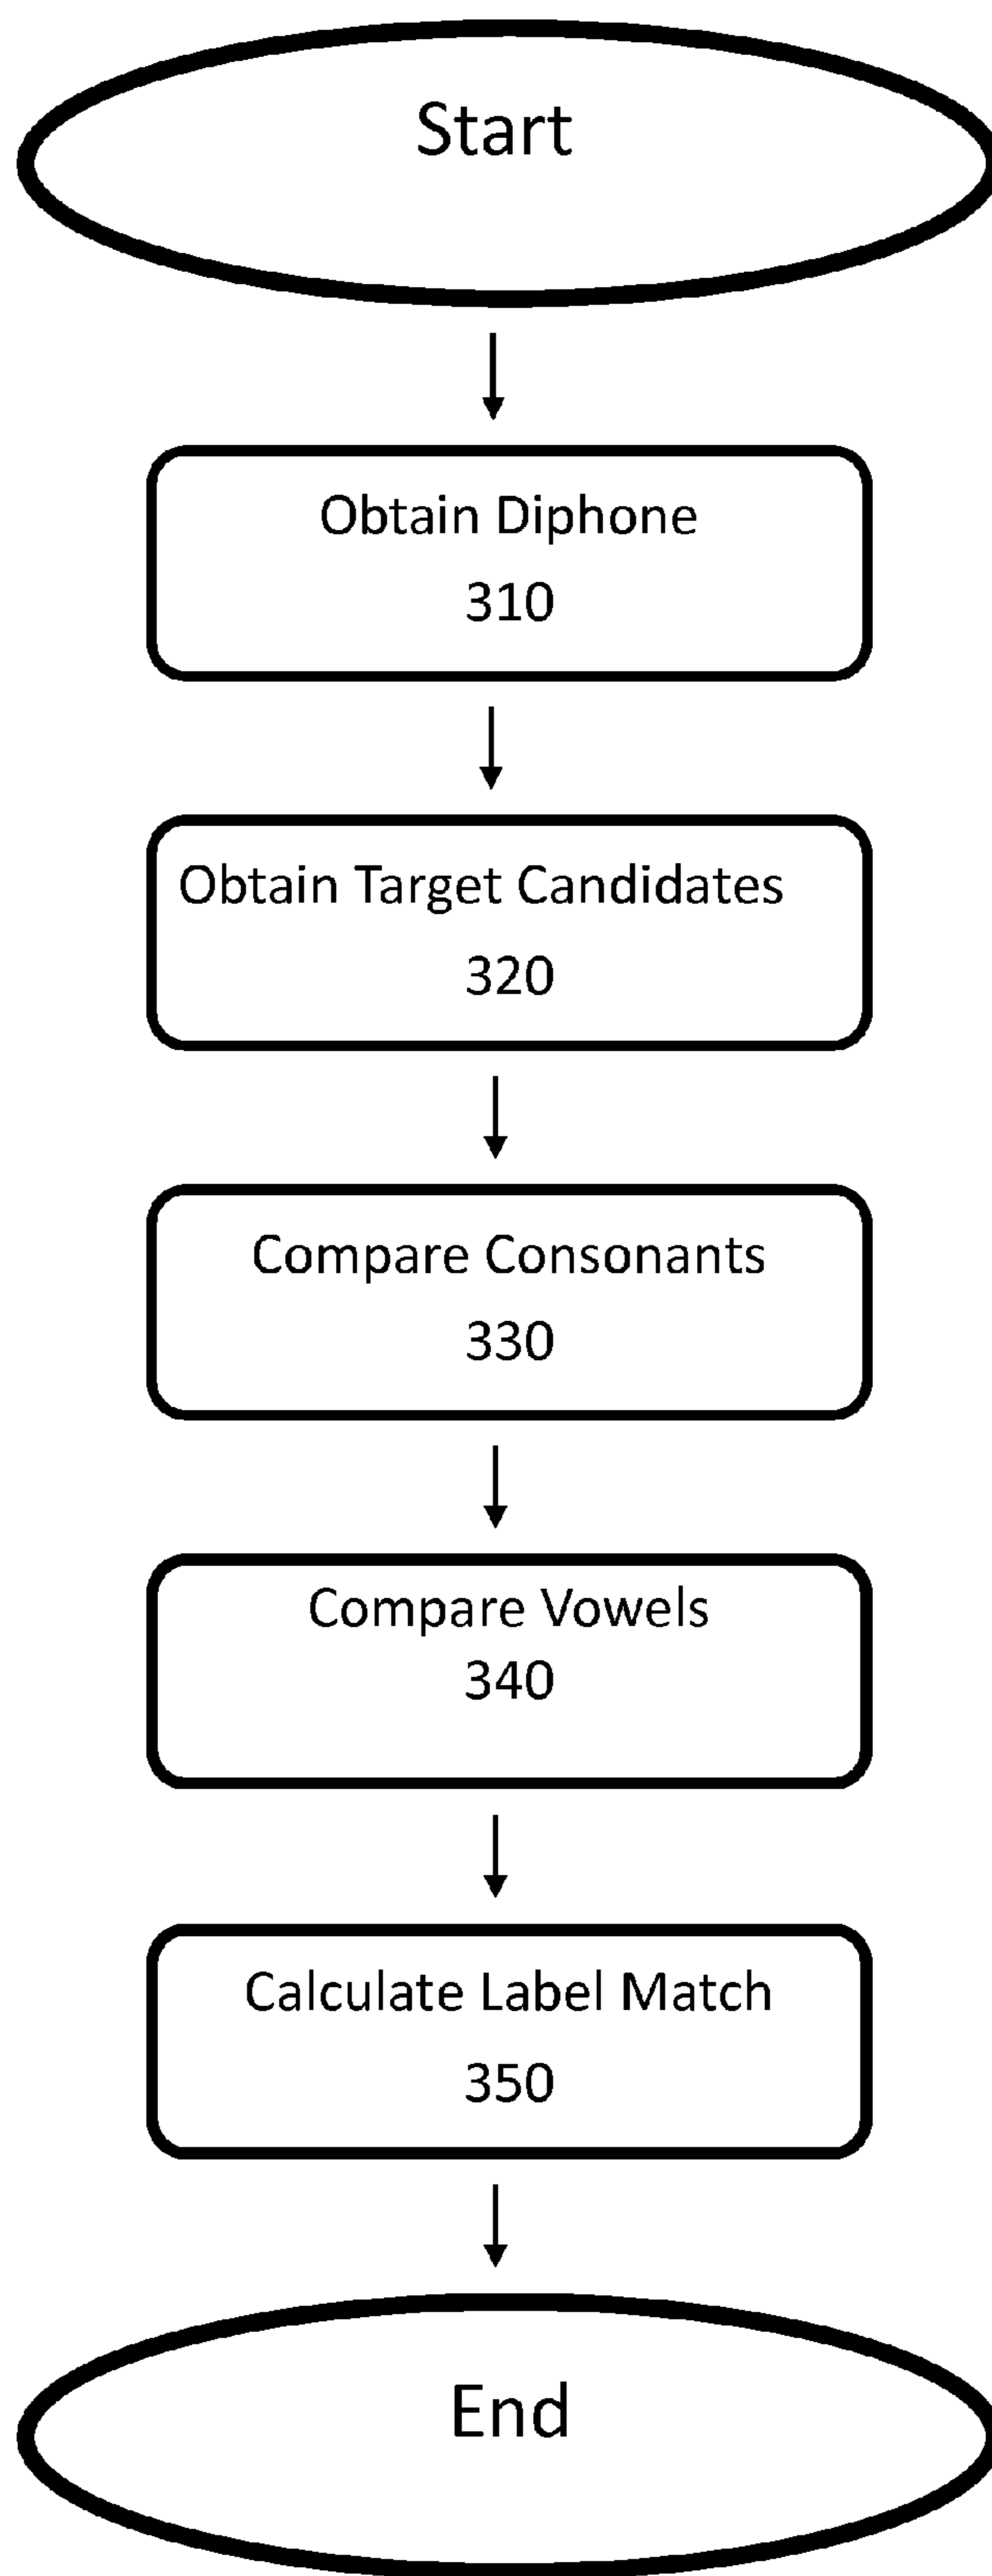 Start
Obtain Diphone
310
Obtain Target Candidates
320
Compare Consonants
330
Compare Vowels
340
Calculate Label Match
350
End